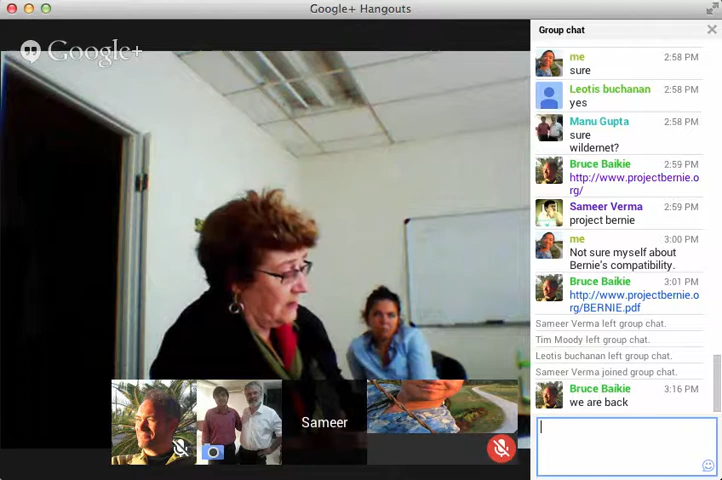 Google+ Hangouts
Google+
Group chat
me 2:58 PM
sure
Leotis buchanan 2:58 PM
yes
Manu Gupta 2:58 PM
sure
wildernet?
Bruce Baikie 2:59 PM
http://www.projectbernie.o
rg/
Sameer Verma 2:59 PM
project bernie
me 3:00 PM
Not sure myself about
Bernie's compatibility.
Bruce Baikie 3:01 PM
http://www.projectbernie.o
rg/BERNIE.pdf
Sameer Verma left group chat.
Tim Moody left group chat.
Leotis buchanan left group chat.
Sameer Verma joined group chat.
Bruce Baikie 3:16 PM
we are back
Sameer